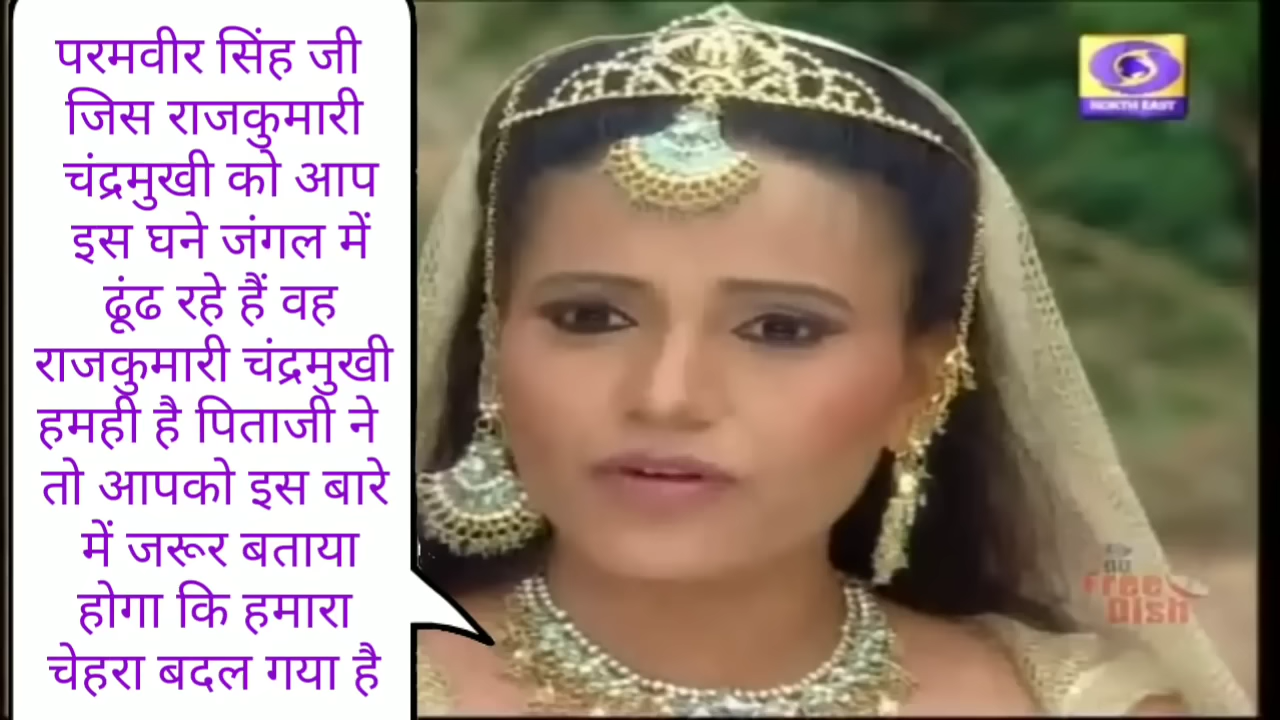 परमवीर सिंह जी
जिस राजकुमारी
चंद्रमुखी को आप
इस घने जंगल में
ढूंढ रहे हैं वह
राजकुमारी चंद्रमुखी
हमही है पिताजी ने
तो आपको इस बारे
में जरूर बताया
होगा कि हमारा
चेहरा बदल गया है
NORTH EAST
free
Dish